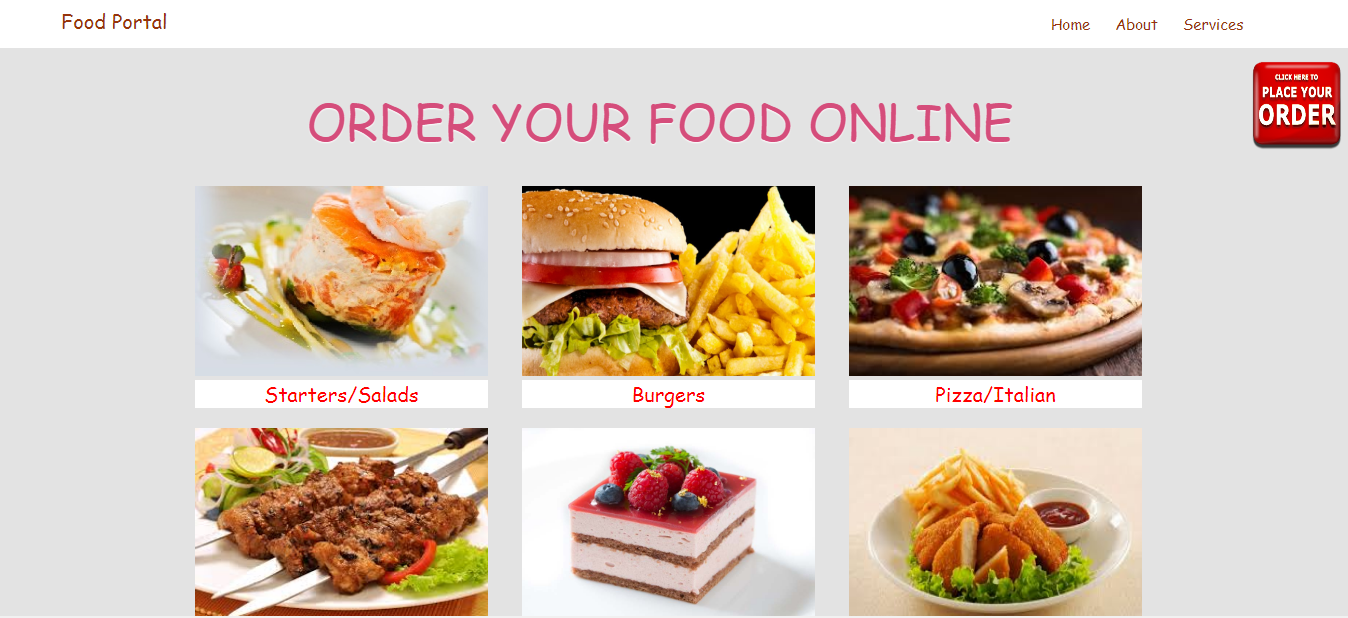 Food Portal
Home About Services
CLICK HERE TO
PLACE YOUR
ORDER
ORDER YOUR FOOD ONLINE
Starters/Salads
Burgers
Pizza/Italian